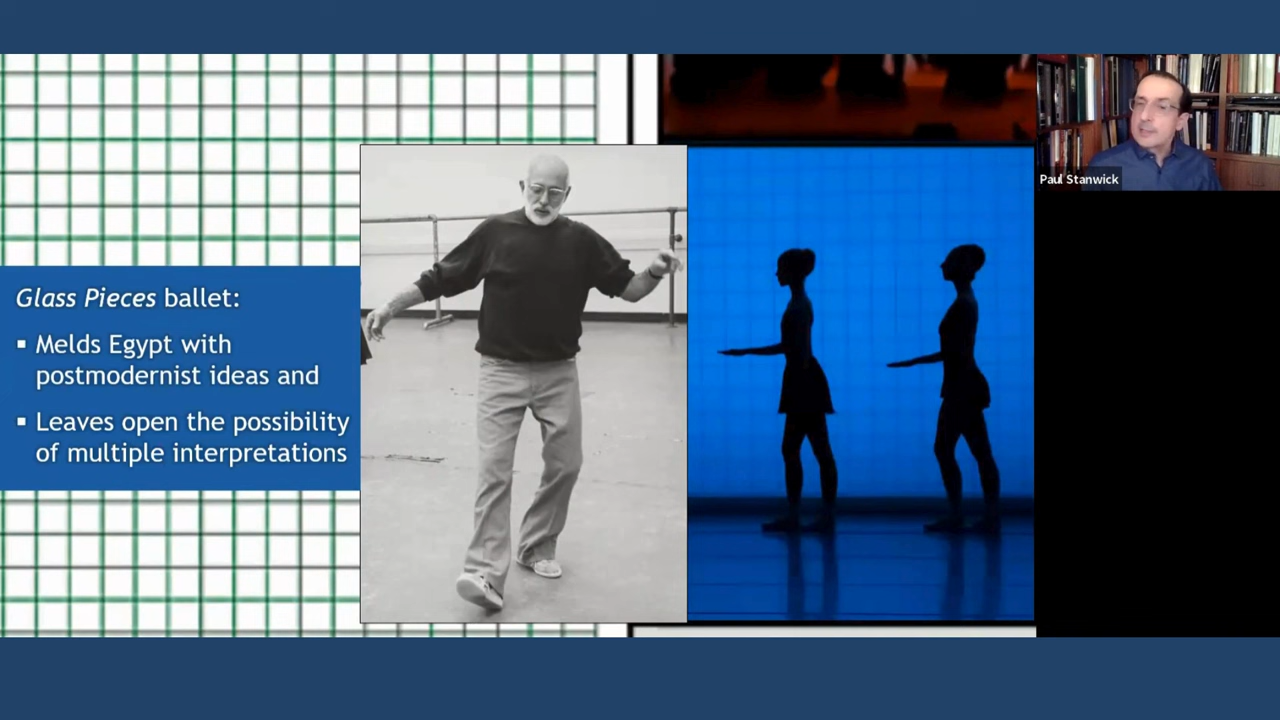 Glass Pieces ballet:
▪ Melds Egypt with
postmodernist ideas and
▪ Leaves open the possibility
of multiple interpretations
Paul Stanwick